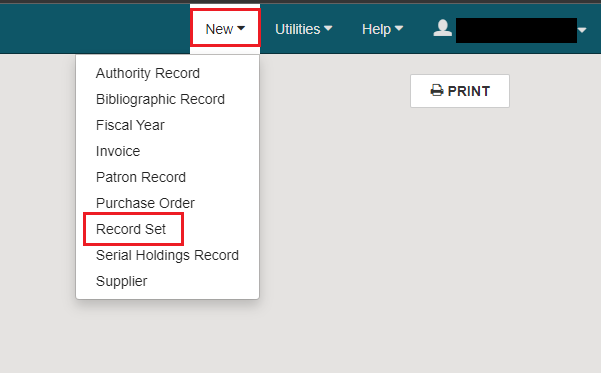 New Utilities Help
Authority Record
PRINT
Bibliographic Record
Fiscal Year
Invoice
Patron Record
Purchase Order
Record Set
Serial Holdings Record
Supplier